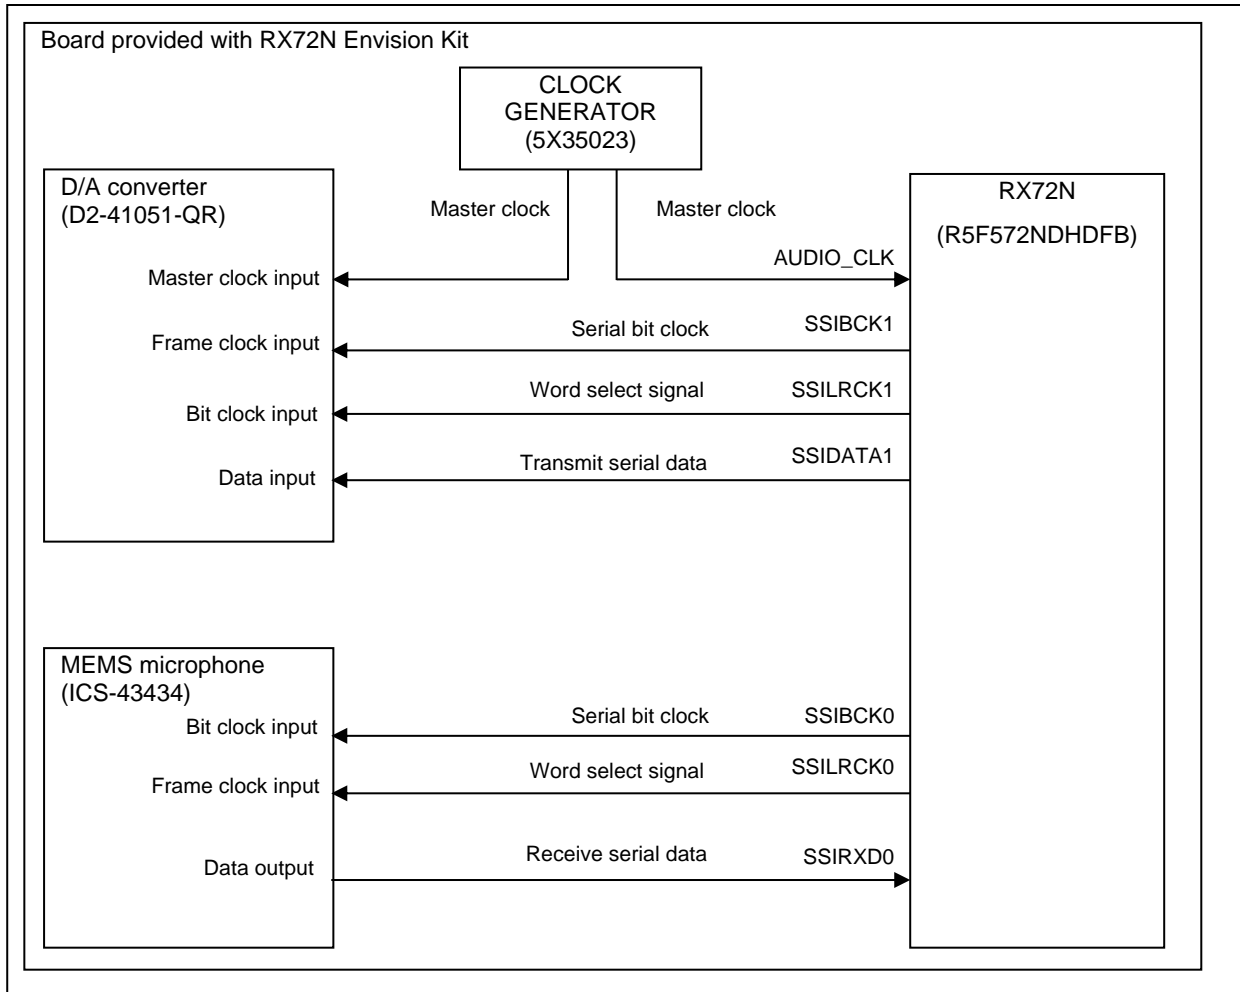 Board provided with RX72N Envision Kit
CLOCK
GENERATOR
(5X35023)
D/A converter
(D2-41051-QR)
Master clock
Master clock
RX72N
(R5F572NDHDFB)
Master clock input
AUDIO_CLK
Frame clock input
Serial bit clock
SSIBCK1
Bit clock input
Word select signal
SSILRCK1
Data input
Transmit serial data
SSIDATA1
MEMS microphone
(ICS-43434)
Bit clock input
Serial bit clock
SSIBCK0
Frame clock input
Word select signal
SSILRCK0
Data output
Receive serial data
SSIRXD0